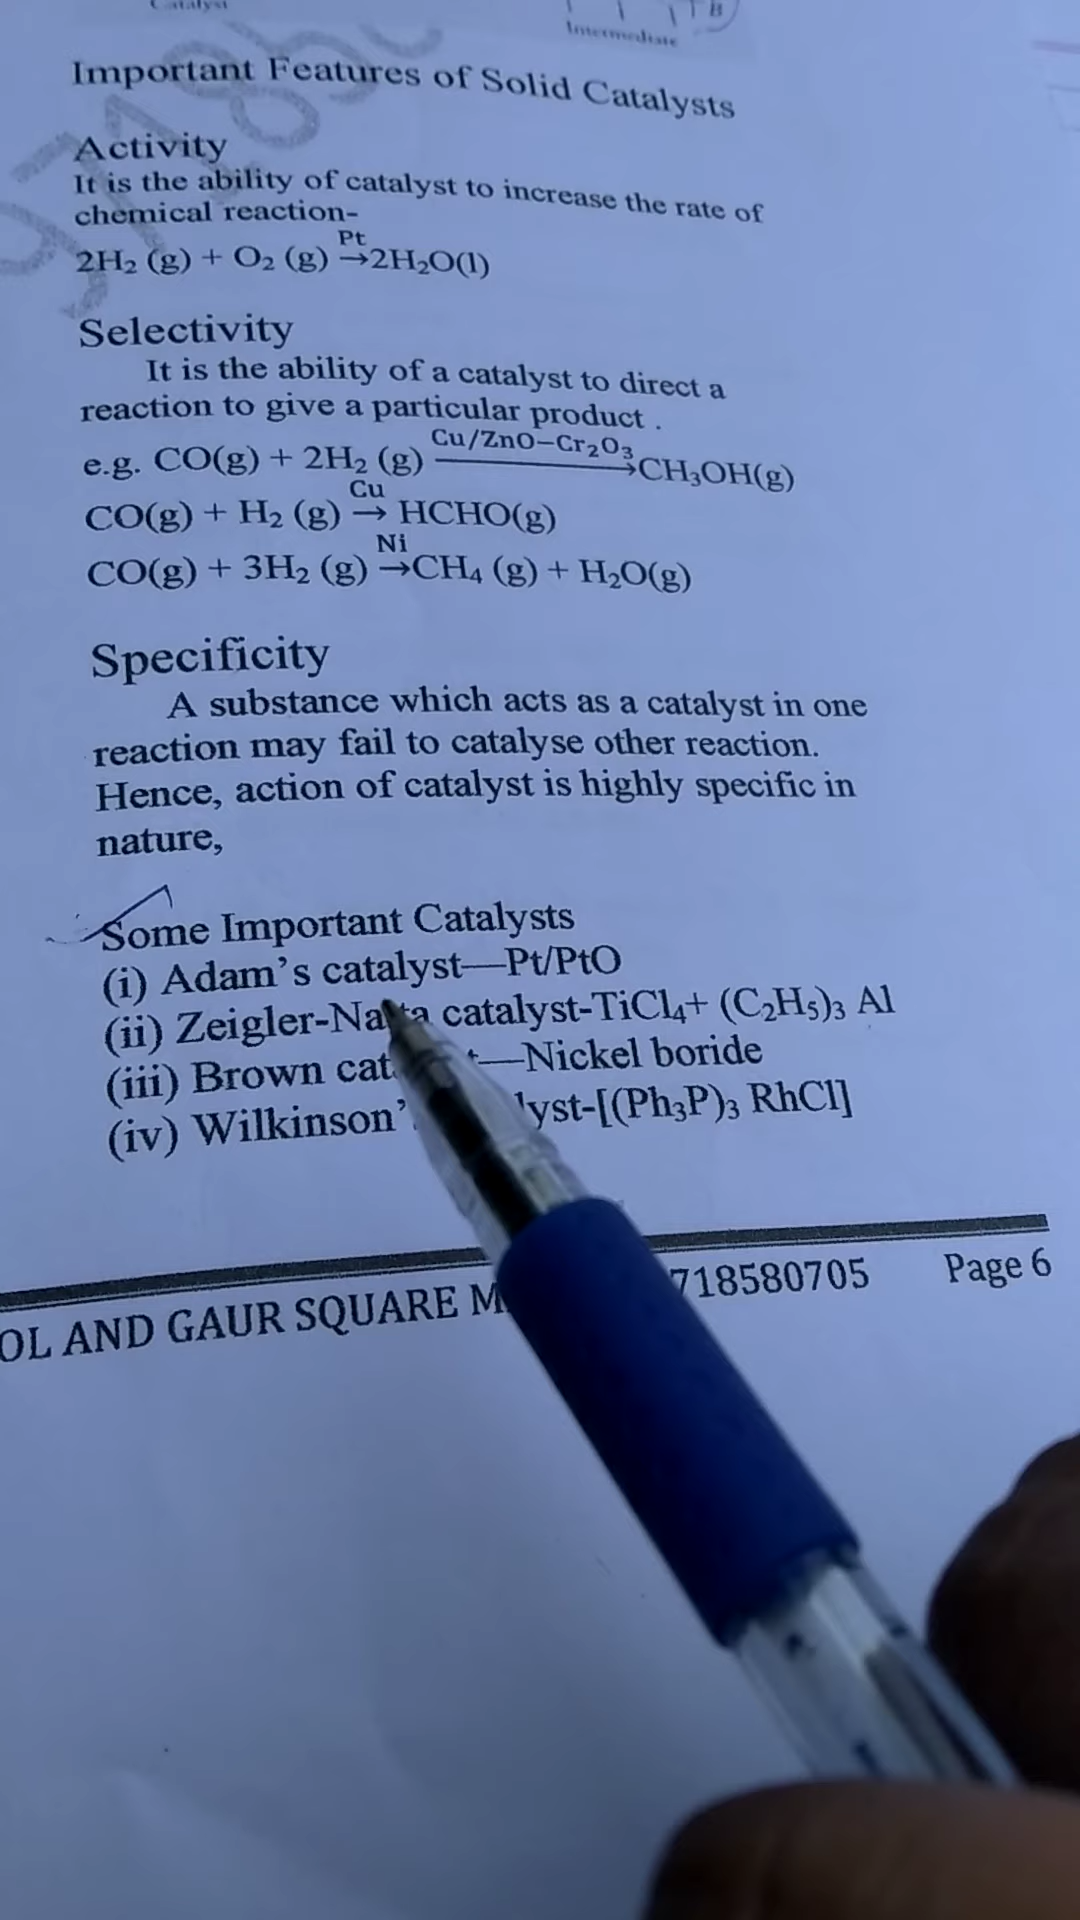 Catalyst
B
Intermediate
Important Features of Solid Catalysts
Activity
It is the ability of catalyst to increase the rate of
chemical reaction-
2H₂ (g) + O₂ (g) Pt→2H₂O(l)
Selectivity
It is the ability of a catalyst to direct a
reaction to give a particular product .
e.g. CO(g) + 2H₂ (g) Cu/ZnO−Cr₂O₃→CH₃OH(g)
CO(g) + H₂ (g) Cu→ HCHO(g)
CO(g) + 3H₂ (g) Ni→CH₄ (g) + H₂O(g)
Specificity
A substance which acts as a catalyst in one
reaction may fail to catalyse other reaction.
Hence, action of catalyst is highly specific in
nature,
Some Important Catalysts
(i) Adam's catalyst—Pt/PtO
(ii) Zeigler-Natta catalyst-TiCl₄+ (C₂H₅)₃ Al
(iii) Brown cat —Nickel boride
(iv) Wilkinson' lyst-[(Ph₃P)₃ RhCl]
OL AND GAUR SQUARE M 718580705 Page 6